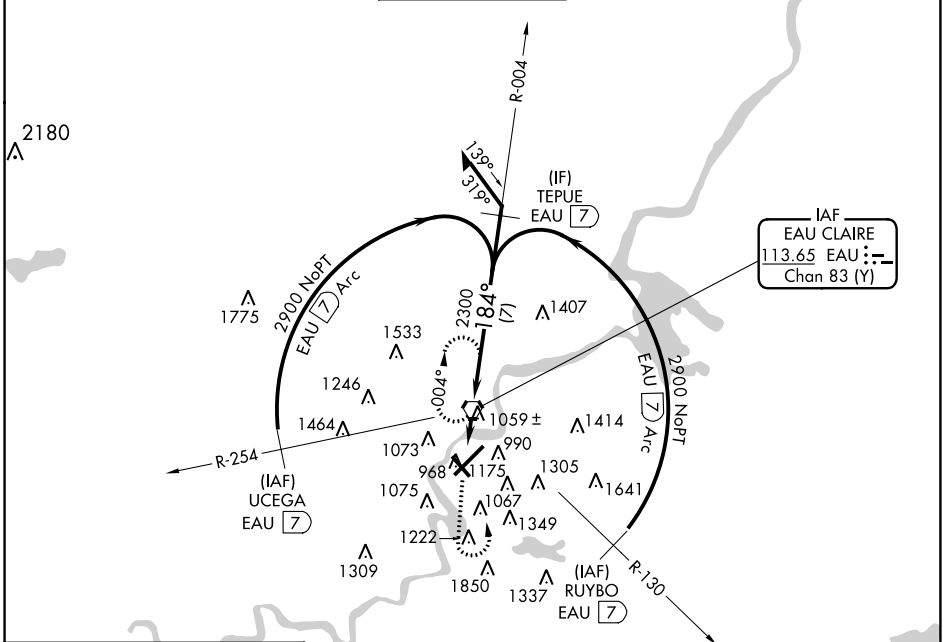 2180
R-004
139°
319°
(IF)
TEPUE
EAU 7
IAF
EAU CLAIRE
113.65 EAU
Chan 83 (Y)
2900 NoPT
EAU 7 Arc
1775
2300
184°
(7)
1407
1533
2900 NoPT
EAU 7 Arc
1246
004°
1464
1059 ±
1414
1073
990
R-254
968
1175
1305
1641
(IAF)
UCEGA
EAU 7
1075
1067
1349
1222
1309
1850
1337
(IAF)
RUYBO
EAU 7
R-130